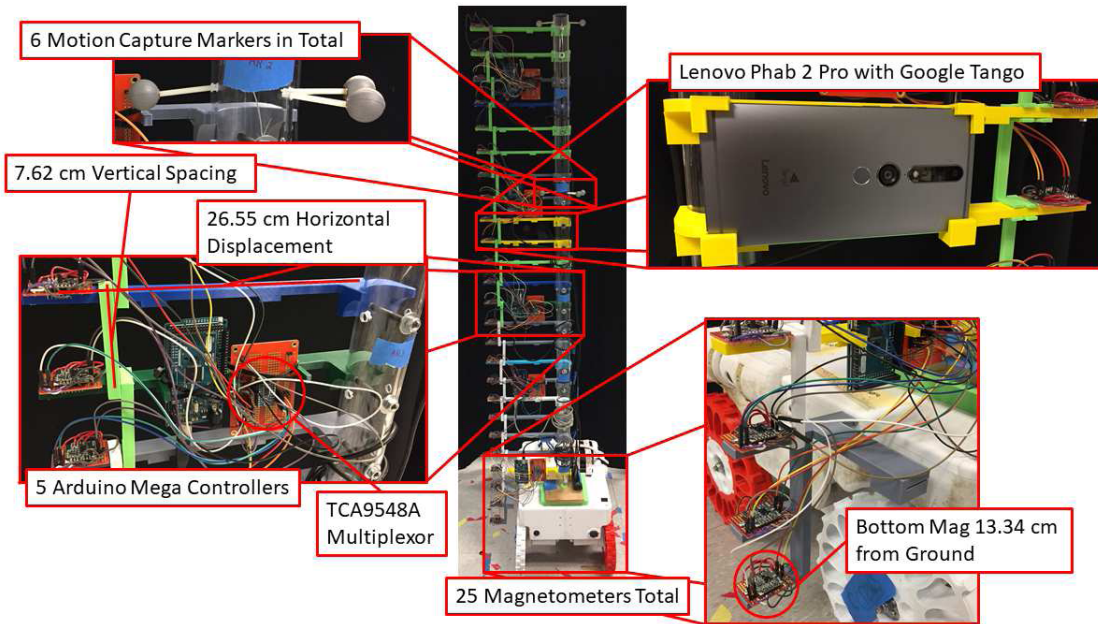 6 Motion Capture Markers in Total
Lenovo Phab 2 Pro with Google Tango
7.62 cm Vertical Spacing
26.55 cm Horizontal
Displacement
Lenovo
5 Arduino Mega Controllers
TCA9548A
Multiplexor
Bottom Mag 13.34 cm
from Ground
25 Magnetometers Total